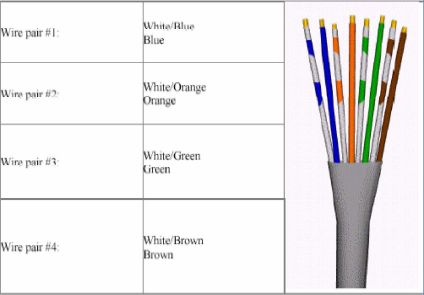 Wire pair #1:
White/Blue
Blue
Wire pair #2:
White/Orange
Orange
Wire pair #3:
White/Green
Green
Wire pair #4:
White/Brown
Brown